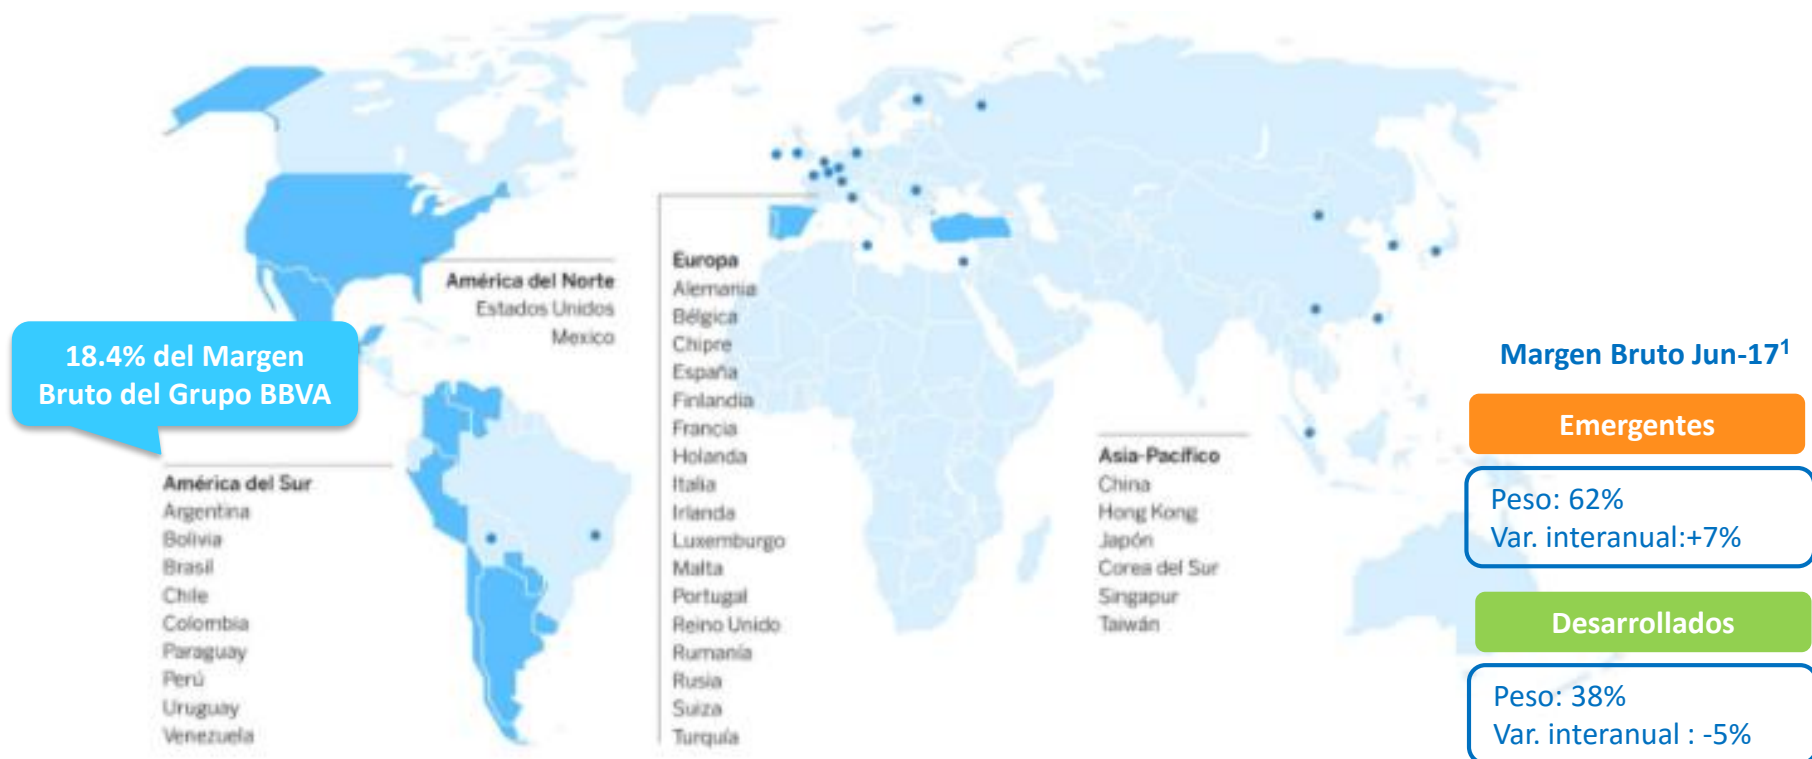 18.4% del Margen
Bruto del Grupo BBVA
América del Norte
Estados Unidos
Mexico
América del Sur
Argentina
Bolivia
Brasil
Chile
Colombia
Paraguay
Perú
Uruguay
Venezuela
Europa
Alemania
Bélgica
Chipre
España
Finlandia
Francia
Holanda
Italia
Irlanda
Luxemburgo
Malta
Portugal
Reino Unido
Rumanía
Rusia
Suiza
Turquía
Asia-Pacífico
China
Hong Kong
Japón
Corea del Sur
Singapur
Taiwán
Margen Bruto Jun-17¹
Emergentes
Peso: 62%
Var. interanual:+7%
Desarrollados
Peso: 38%
Var. interanual : -5%